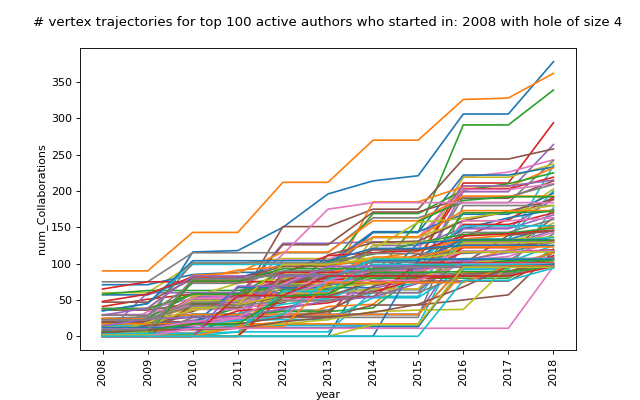 # vertex trajectories for top 100 active authors who started in: 2008 with hole of size 4
num_Collaborations
350
300
250
200
150
100
50
0
2008 2009 2010 2011 2012 2013 2014 2015 2016 2017 2018
year